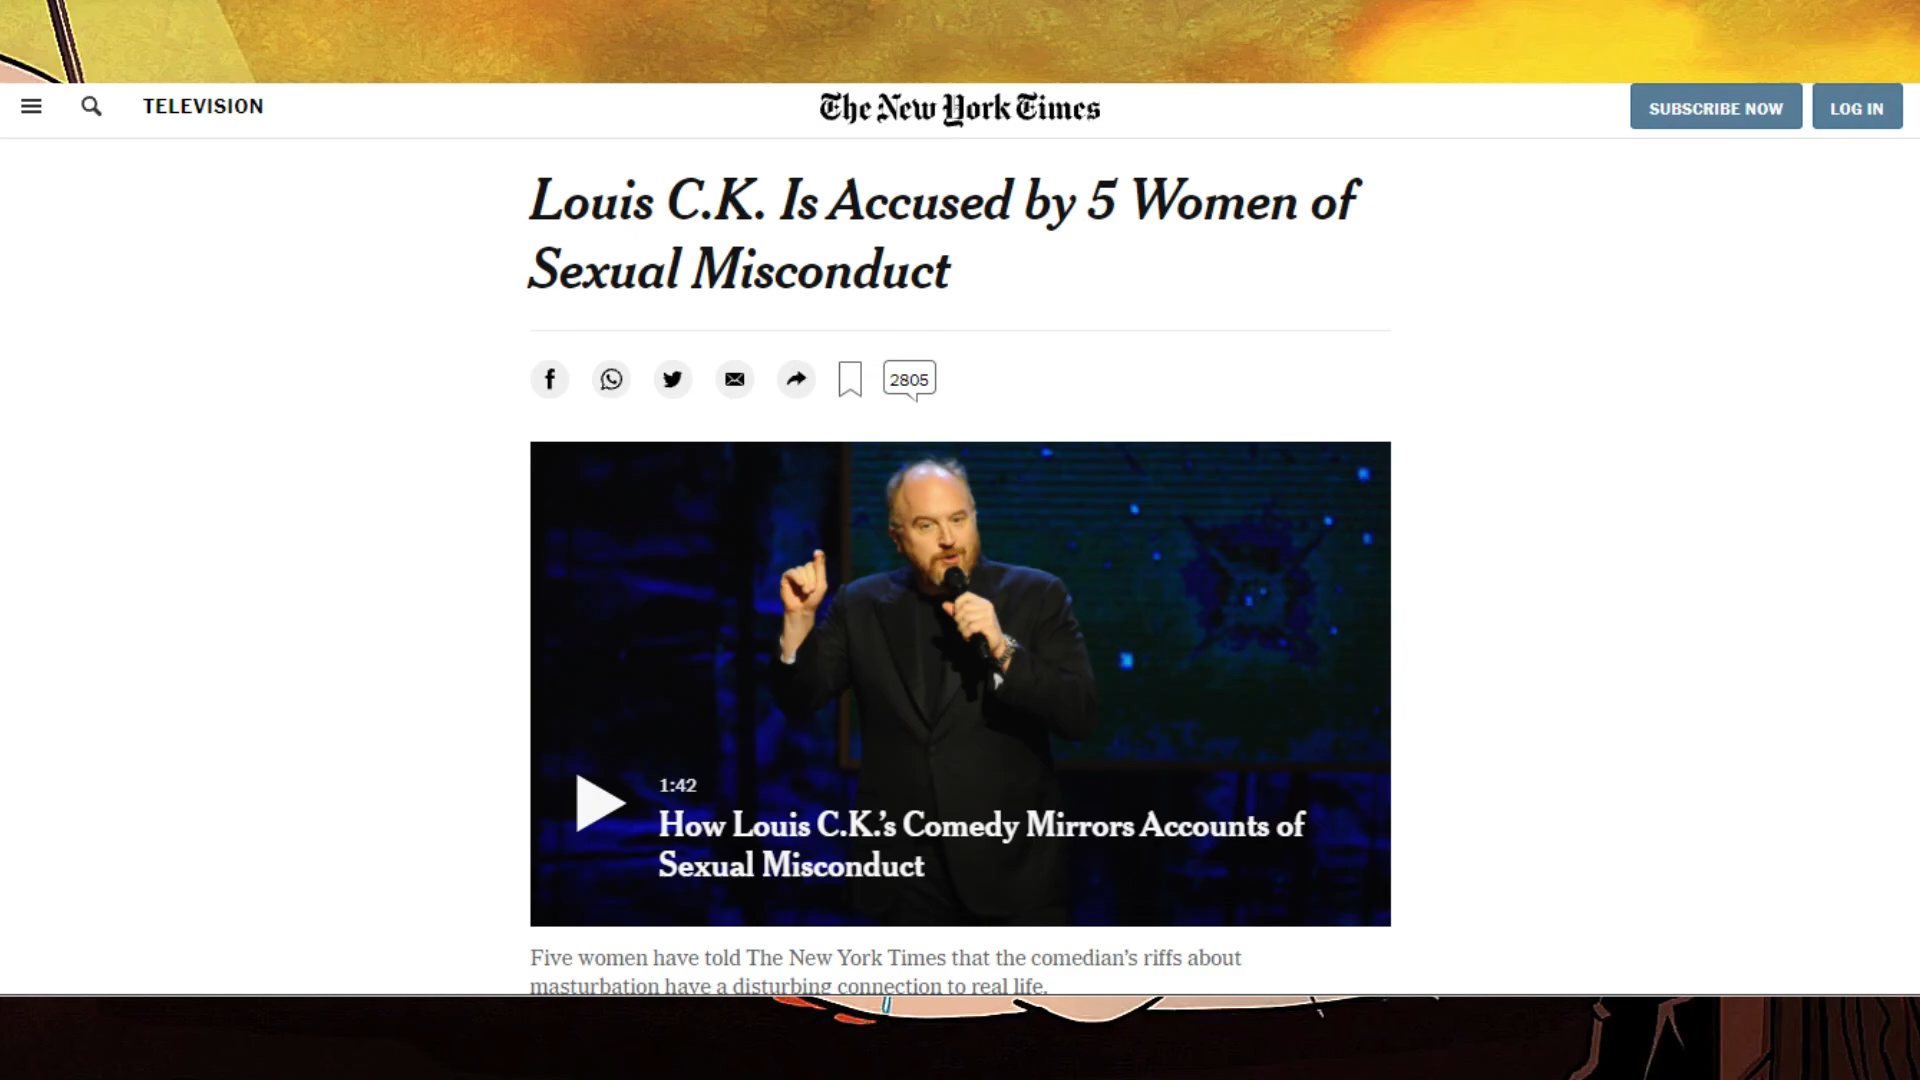 TELEVISION
The New York Times
SUBSCRIBE NOW
LOG IN
Louis C.K. Is Accused by 5 Women of
Sexual Misconduct
2805
1:42
How Louis C.K.'s Comedy Mirrors Accounts of
Sexual Misconduct
Five women have told The New York Times that the comedian's riffs about
masturbation have a disturbing connection to real life.